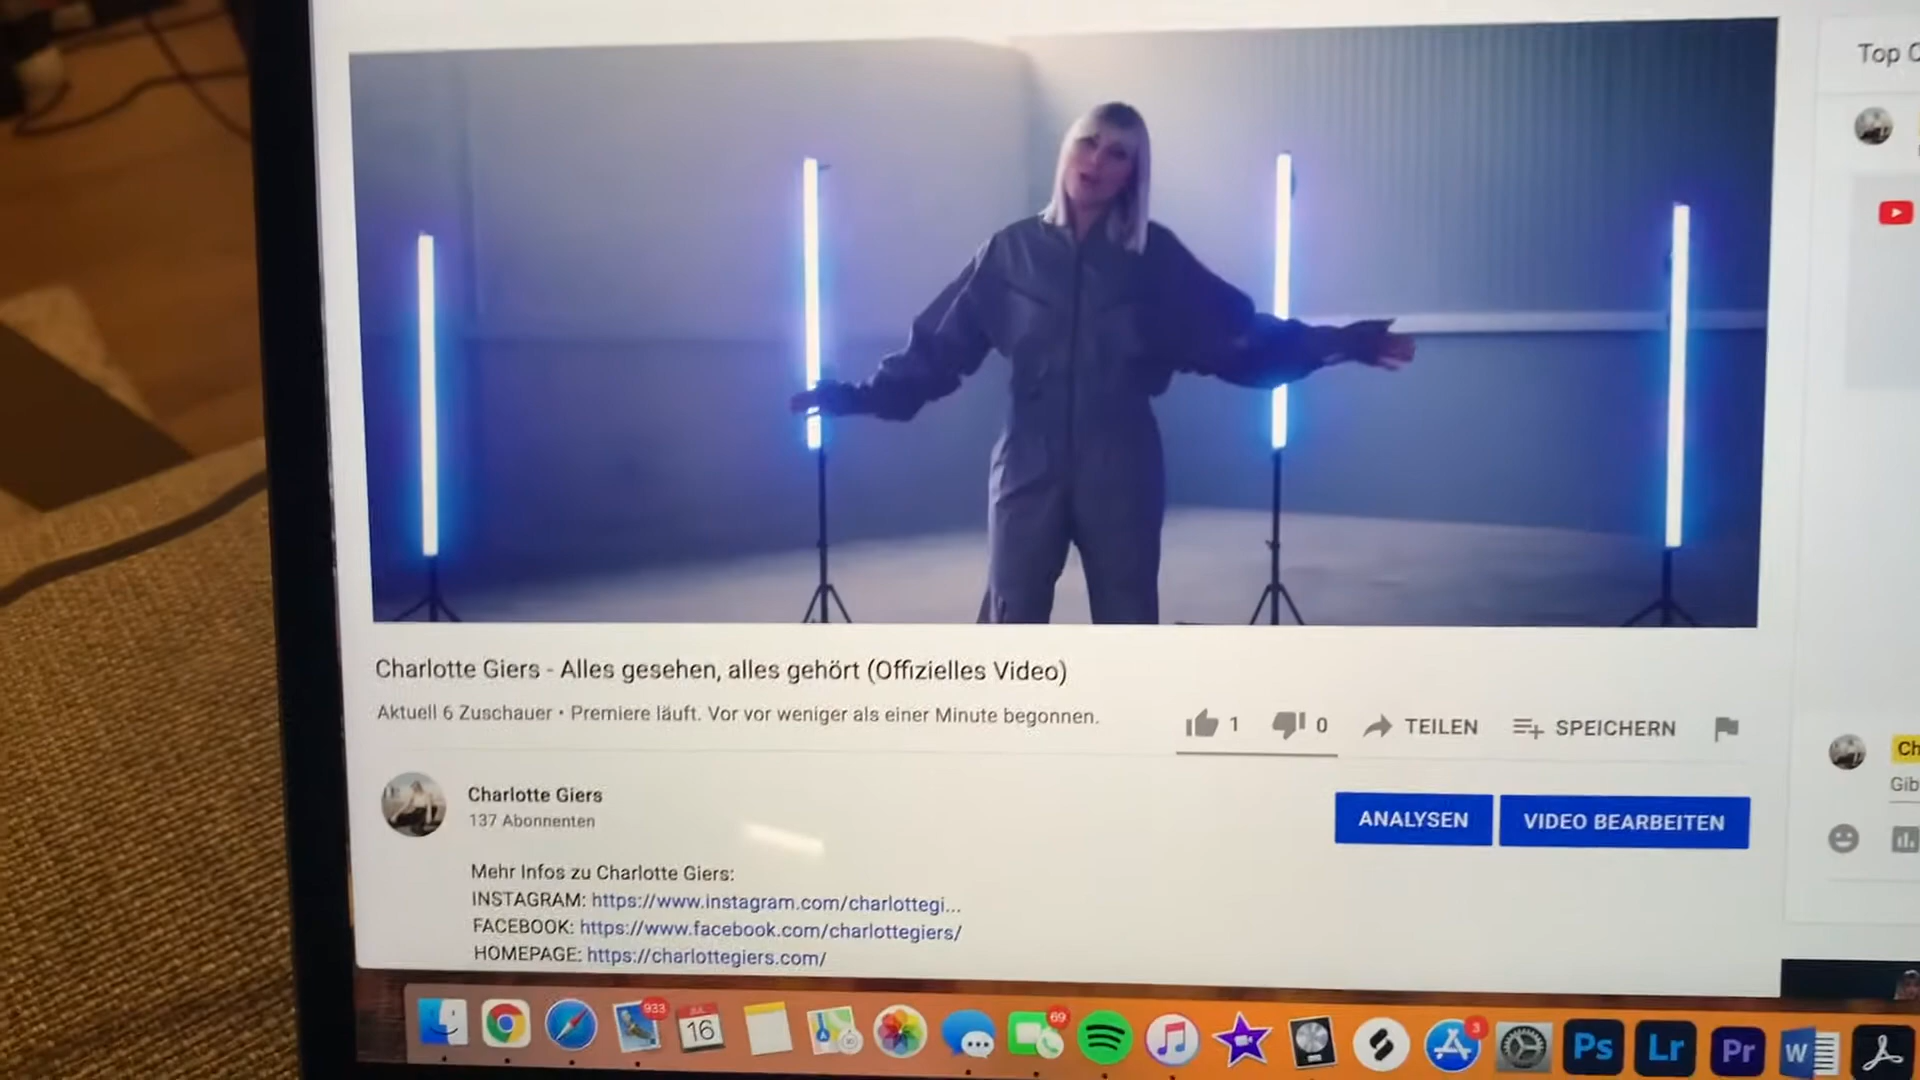 Top
Charlotte Giers - Alles gesehen, alles gehört (Offizielles Video)
Aktuell 6 Zuschauer • Premiere läuft. Vor vor weniger als einer Minute begonnen.
1
0
TEILEN
SPEICHERN
Charlotte Giers
137 Abonnenten
ANALYSEN
VIDEO BEARBEITEN
Mehr Infos zu Charlotte Giers:
INSTAGRAM: https://www.instagram.com/charlottegi...
FACEBOOK: https://www.facebook.com/charlottegiers/
HOMEPAGE: https://charlottegiers.com/
Ch
Gib
933
16
69
3
Ps
Lr
Pr
W